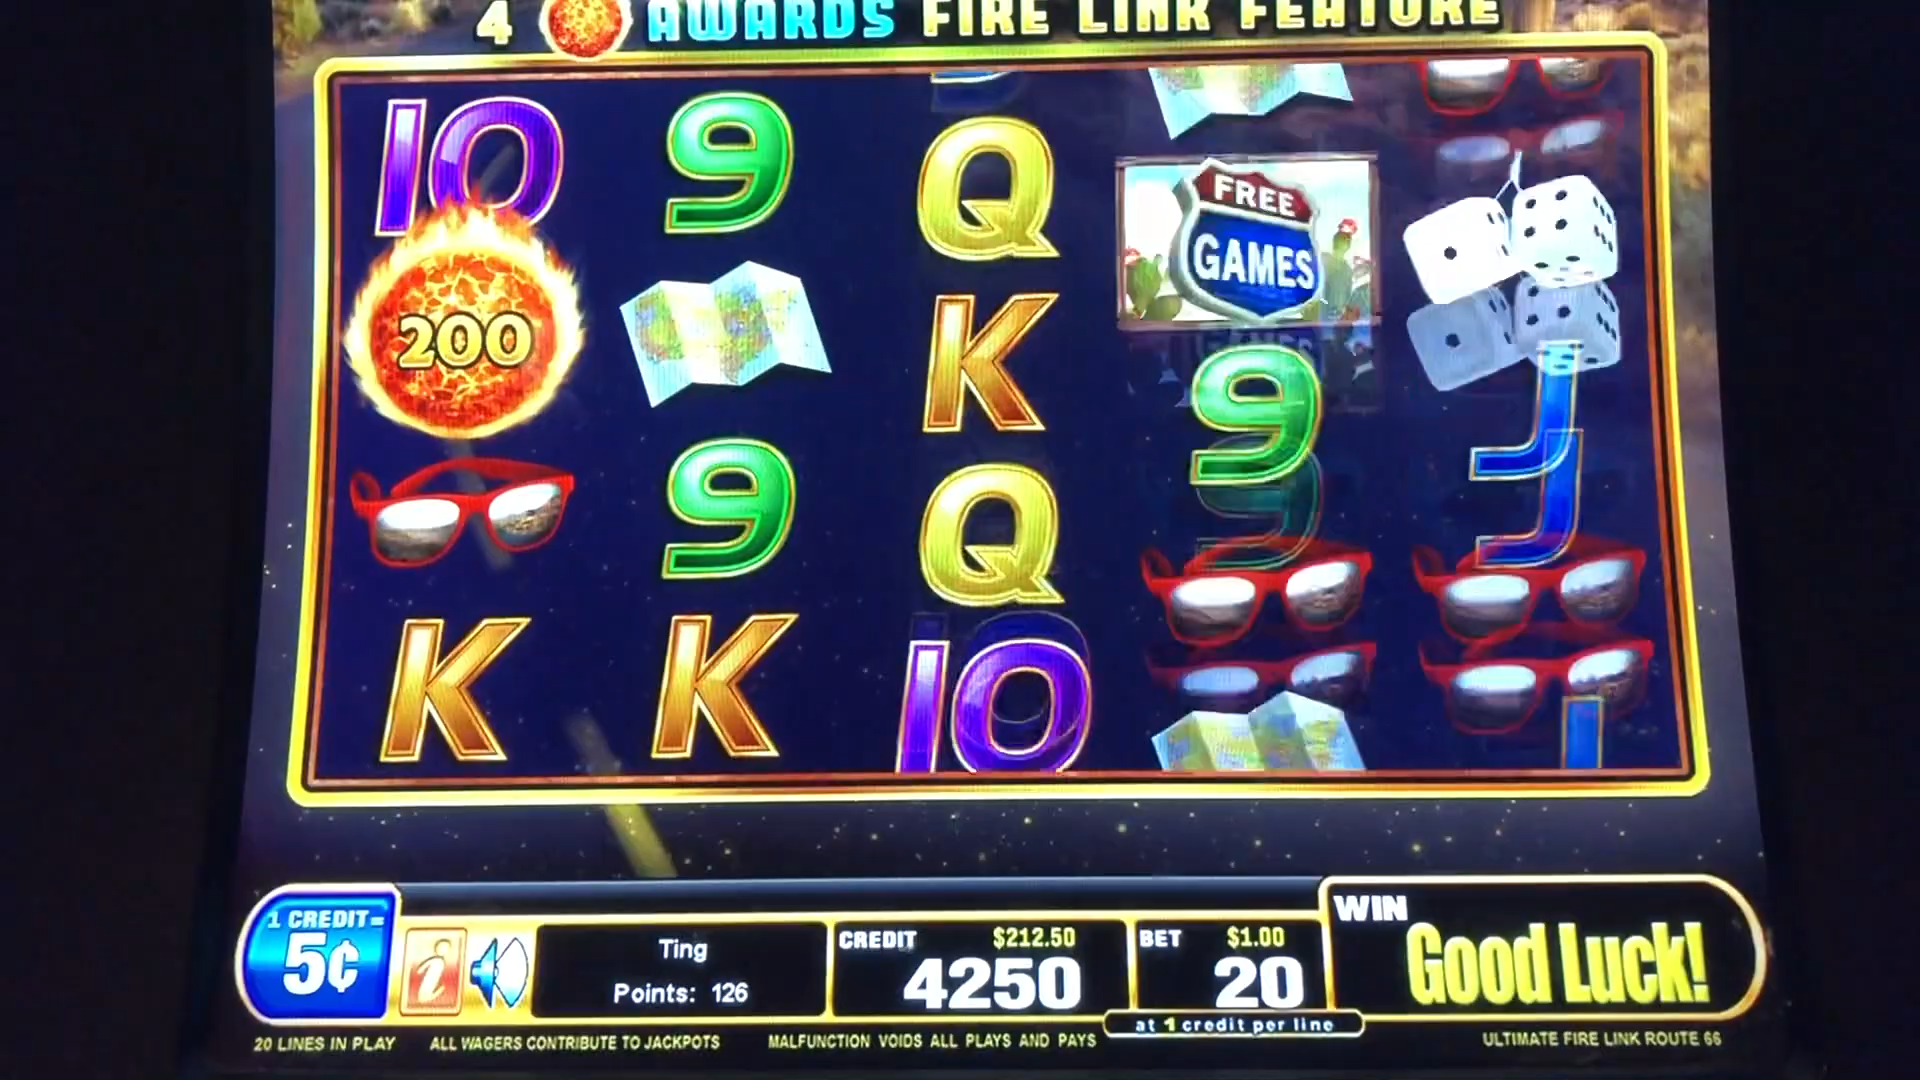 4 AWARDS FIRE LINK FEATURE
10 9 Q
FREE
GAMES
200 K 9
9 Q J
J
K K 10
1 CREDIT=
5¢
i
Ting
Points: 126
CREDIT $212.50
4250
BET $1.00
20
at 1 credit per line
WIN
Good Luck!
20 LINES IN PLAY ALL WAGERS CONTRIBUTE TO JACKPOTS MALFUNCTION VOIDS ALL PLAYS AND PAYS ULTIMATE FIRE LINK ROUTE 66